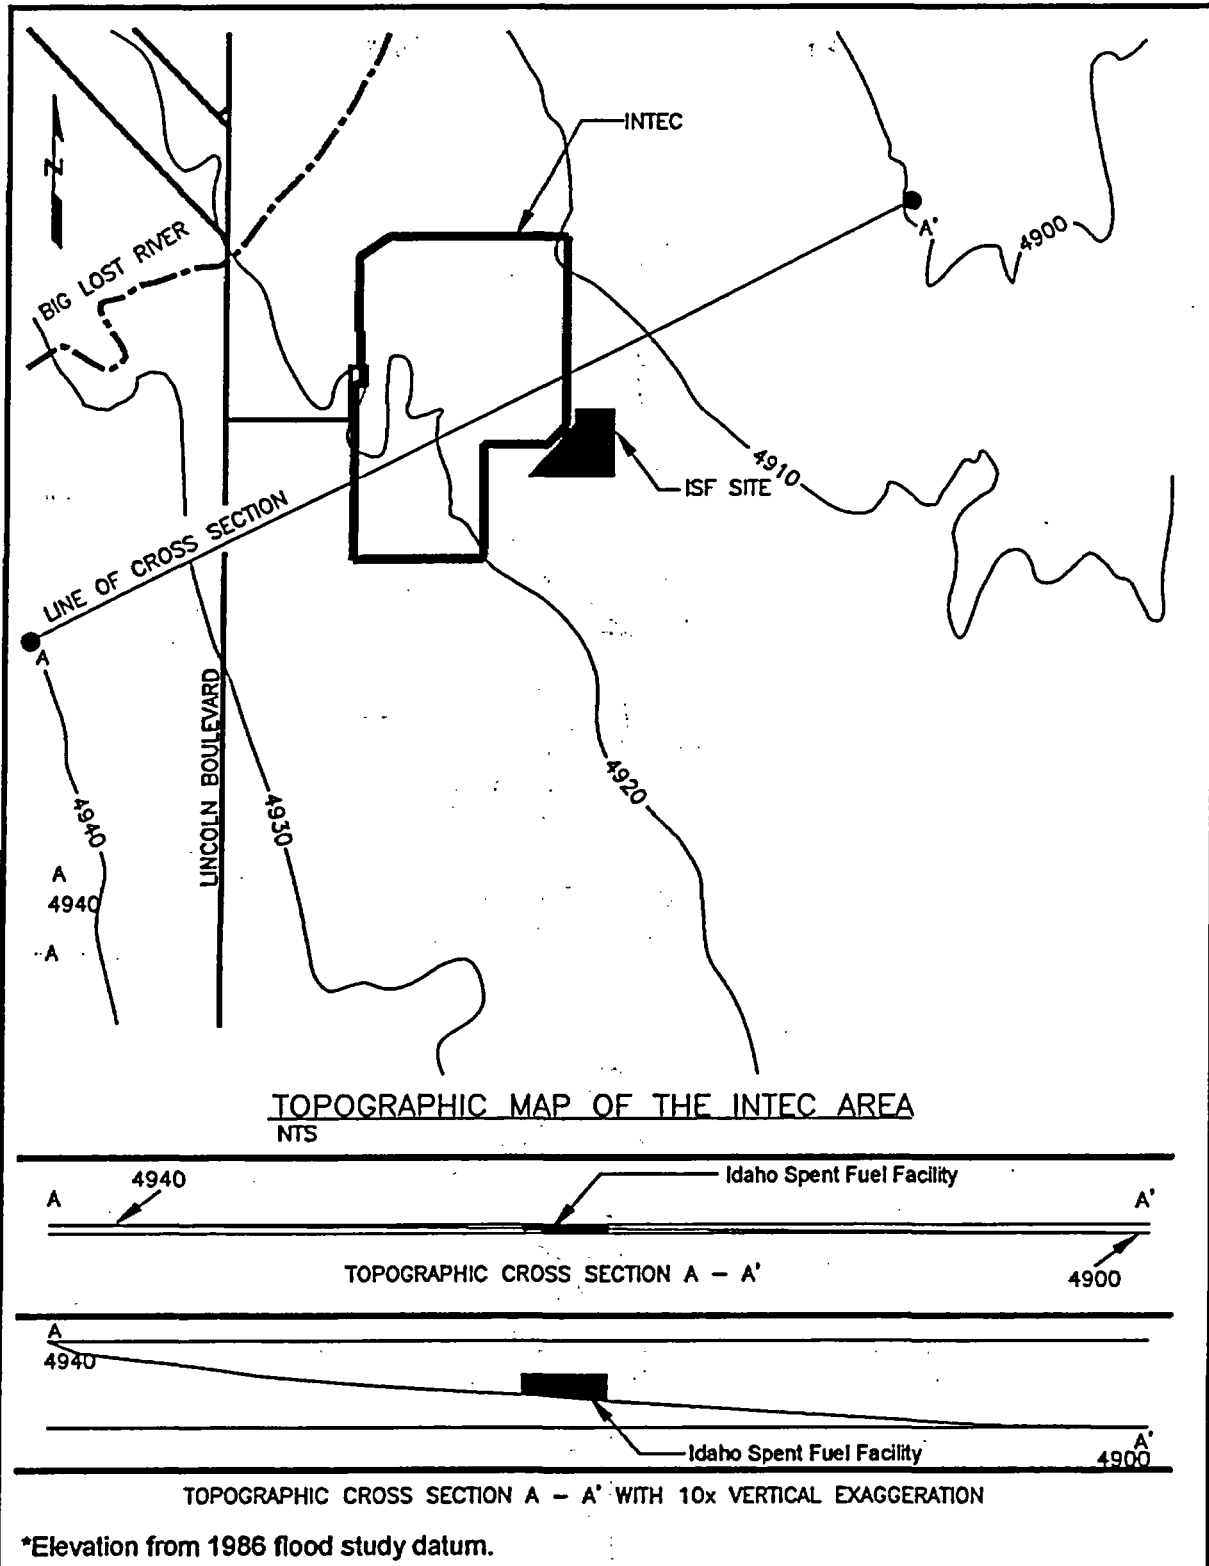 INTEC
N
BIG LOST RIVER
A'
4900
4910
ISF SITE
LINE OF CROSS SECTION
A
LINCOLN BOULEVARD
4940
4930
4920
A
4940
A
TOPOGRAPHIC MAP OF THE INTEC AREA
NTS
4940
Idaho Spent Fuel Facility
A
A'
TOPOGRAPHIC CROSS SECTION A - A'
4900
A
4940
Idaho Spent Fuel Facility
A'
4900
TOPOGRAPHIC CROSS SECTION A - A' WITH 10x VERTICAL EXAGGERATION
*Elevation from 1986 flood study datum.